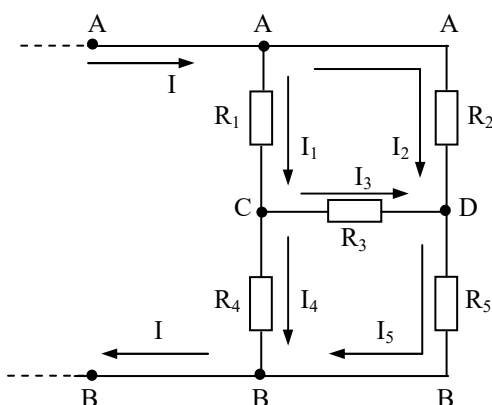 A A A
I
R₁ R₂
I₁ I₂
I₃
C D
R₃
R₄ I₄ R₅
I I₅
B B B